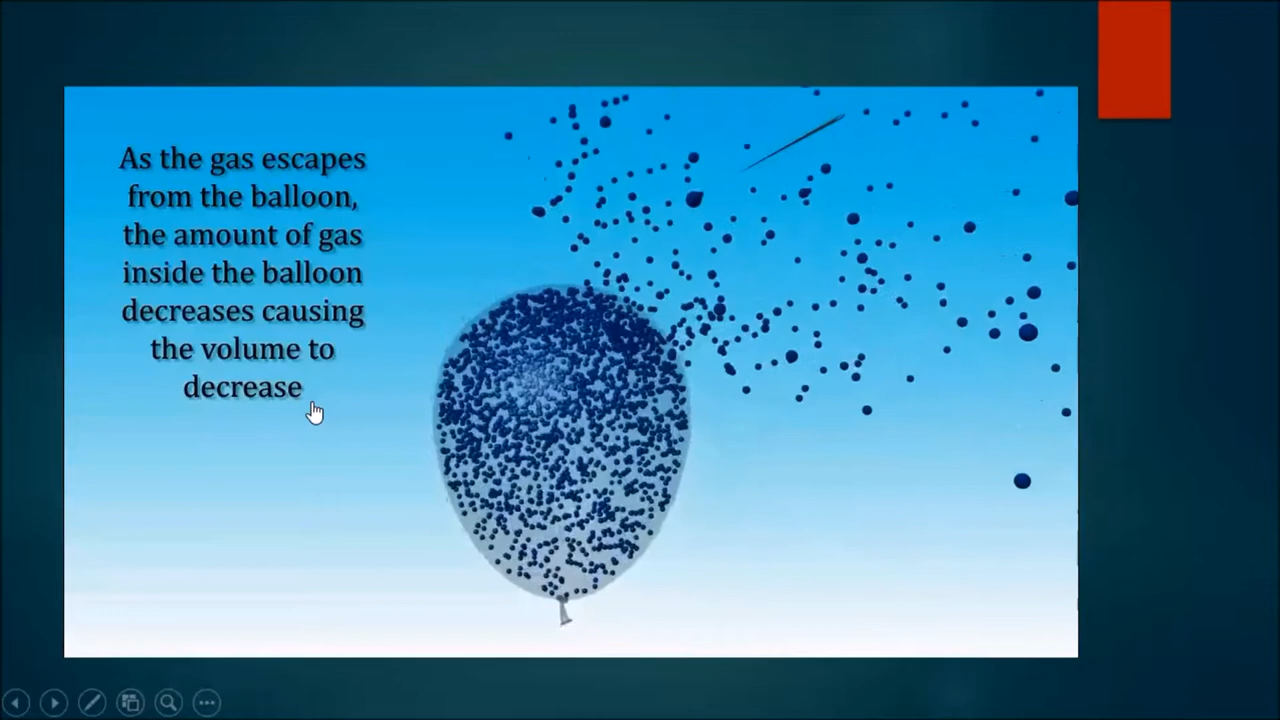 As the gas escapes
from the balloon,
the amount of gas
inside the balloon
decreases causing
the volume to
decrease